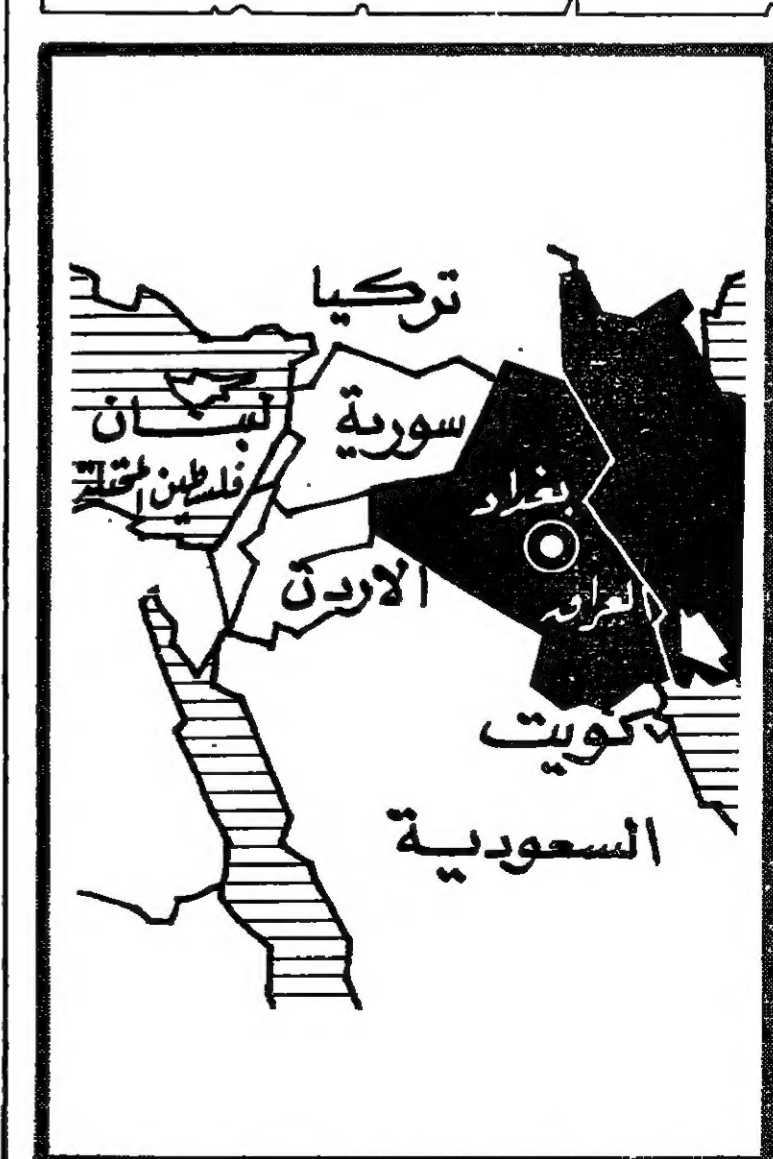 تركيا
سورية
لبنان
فلسطين المحتلة
بغداد
الاردن
العراق
كويت
السعودية